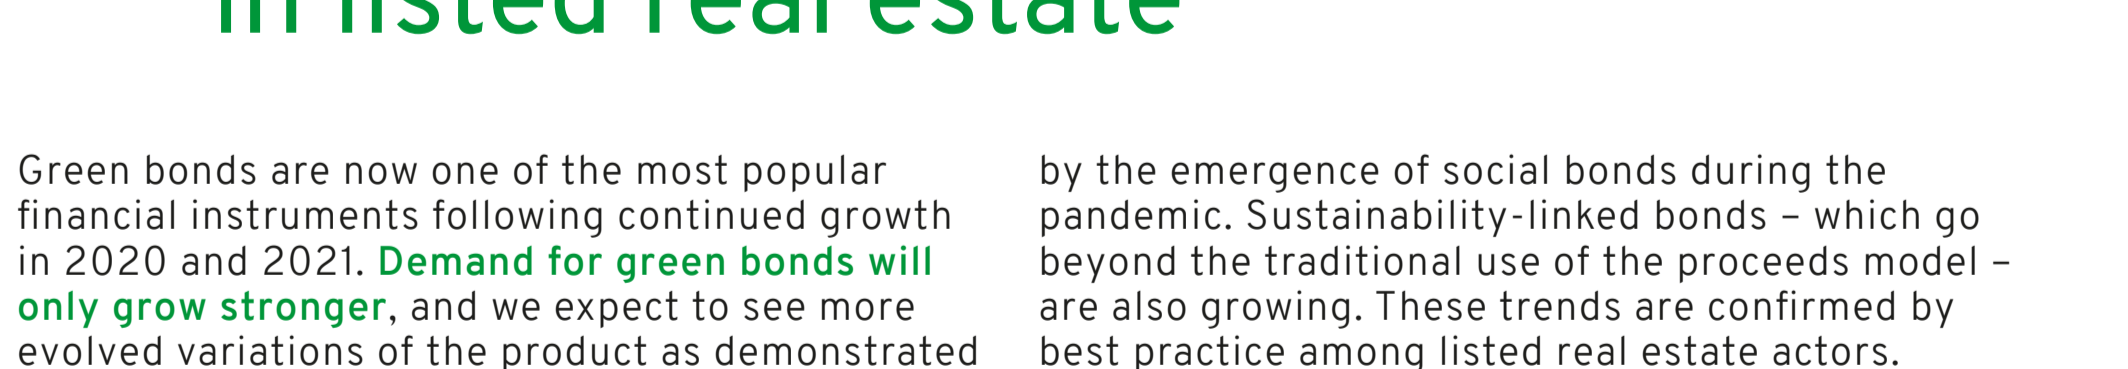 in listed real estate
Green bonds are now one of the most popular
financial instruments following continued growth
in 2020 and 2021. Demand for green bonds will
only grow stronger, and we expect to see more
evolved variations of the product as demonstrated
by the emergence of social bonds during the
pandemic. Sustainability-linked bonds – which go
beyond the traditional use of the proceeds model –
are also growing. These trends are confirmed by
best practice among listed real estate actors.